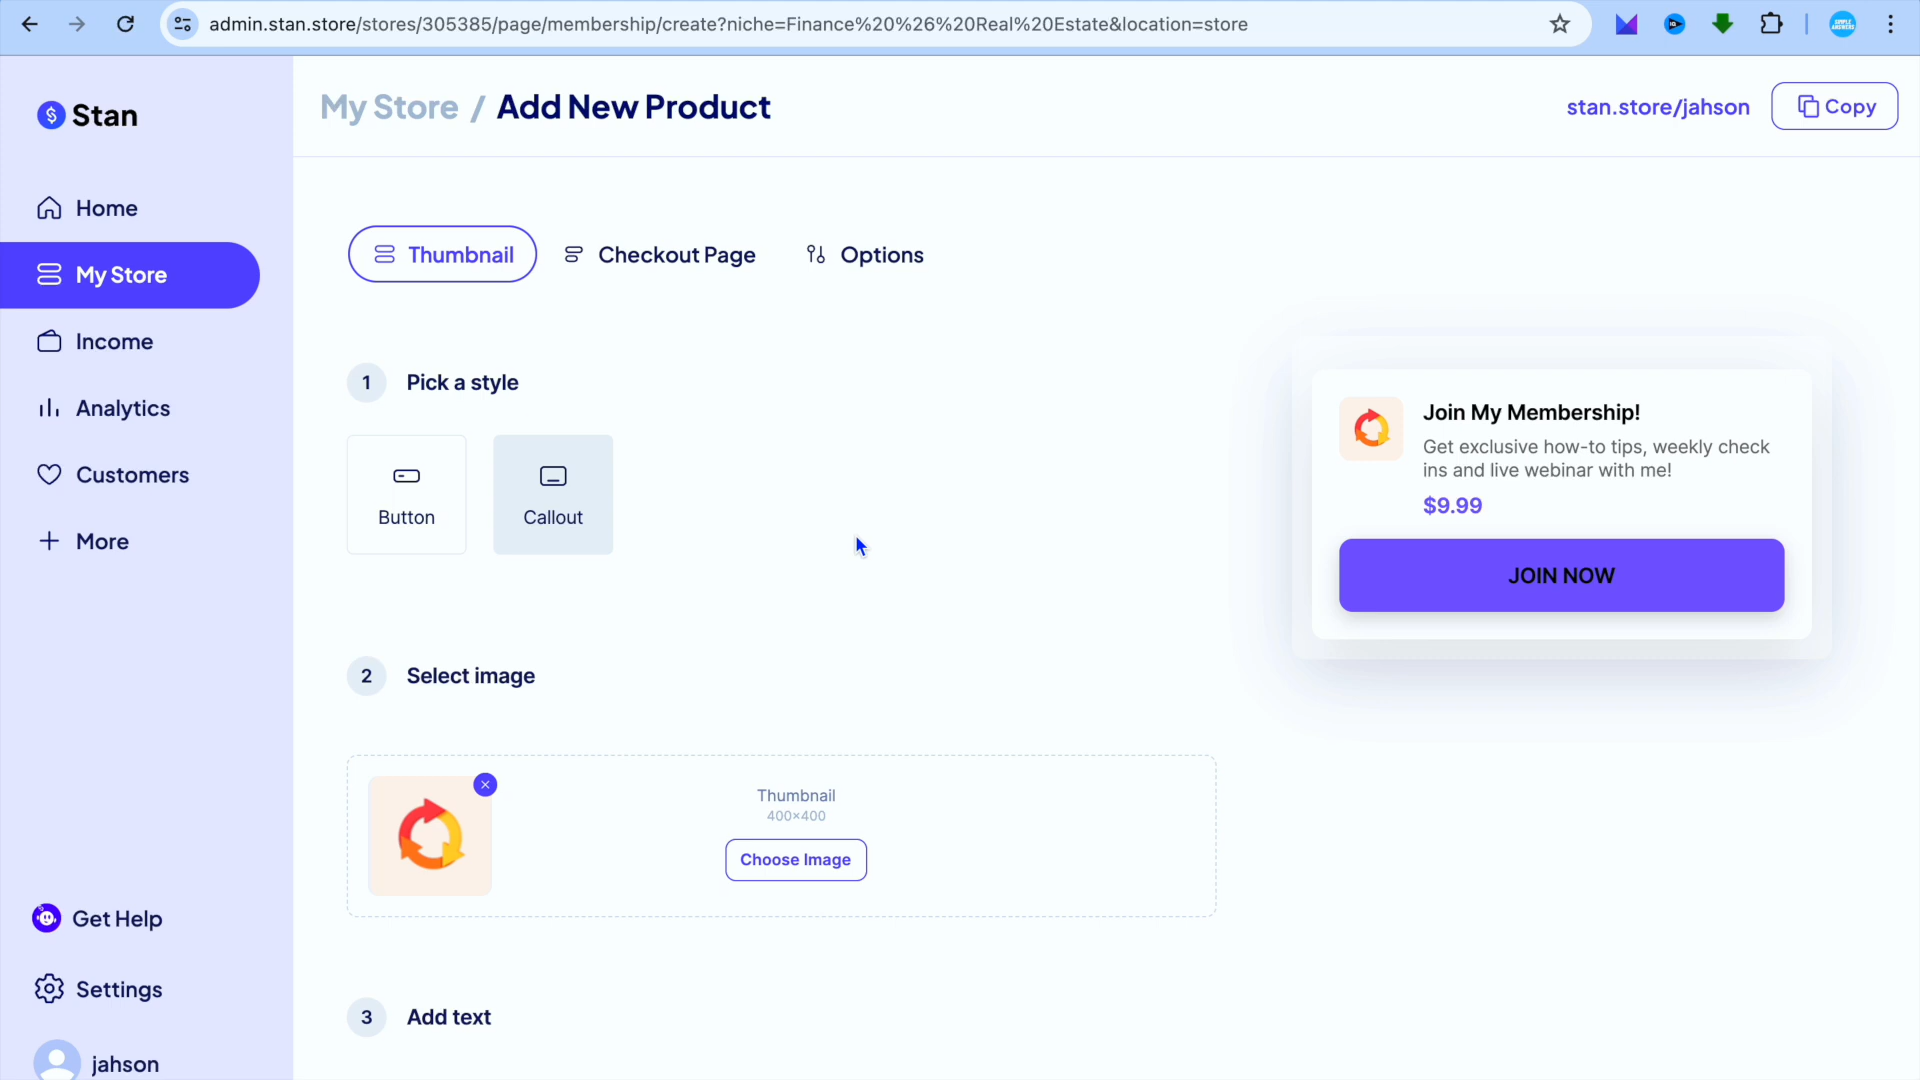 admin.stan.store/stores/305385/page/membership/create?niche=Finance%20%26%20Real%20Estate&location=store
Stan
My Store / Add New Product
stan.store/jahson
Copy
Home
My Store
Income
Analytics
Customers
More
Get Help
Settings
jahson
Thumbnail
Checkout Page
Options
1
Pick a style
Button
Callout
2
Select image
Thumbnail
400×400
Choose Image
3
Add text
Join My Membership!
Get exclusive how-to tips, weekly check
ins and live webinar with me!
$9.99
JOIN NOW